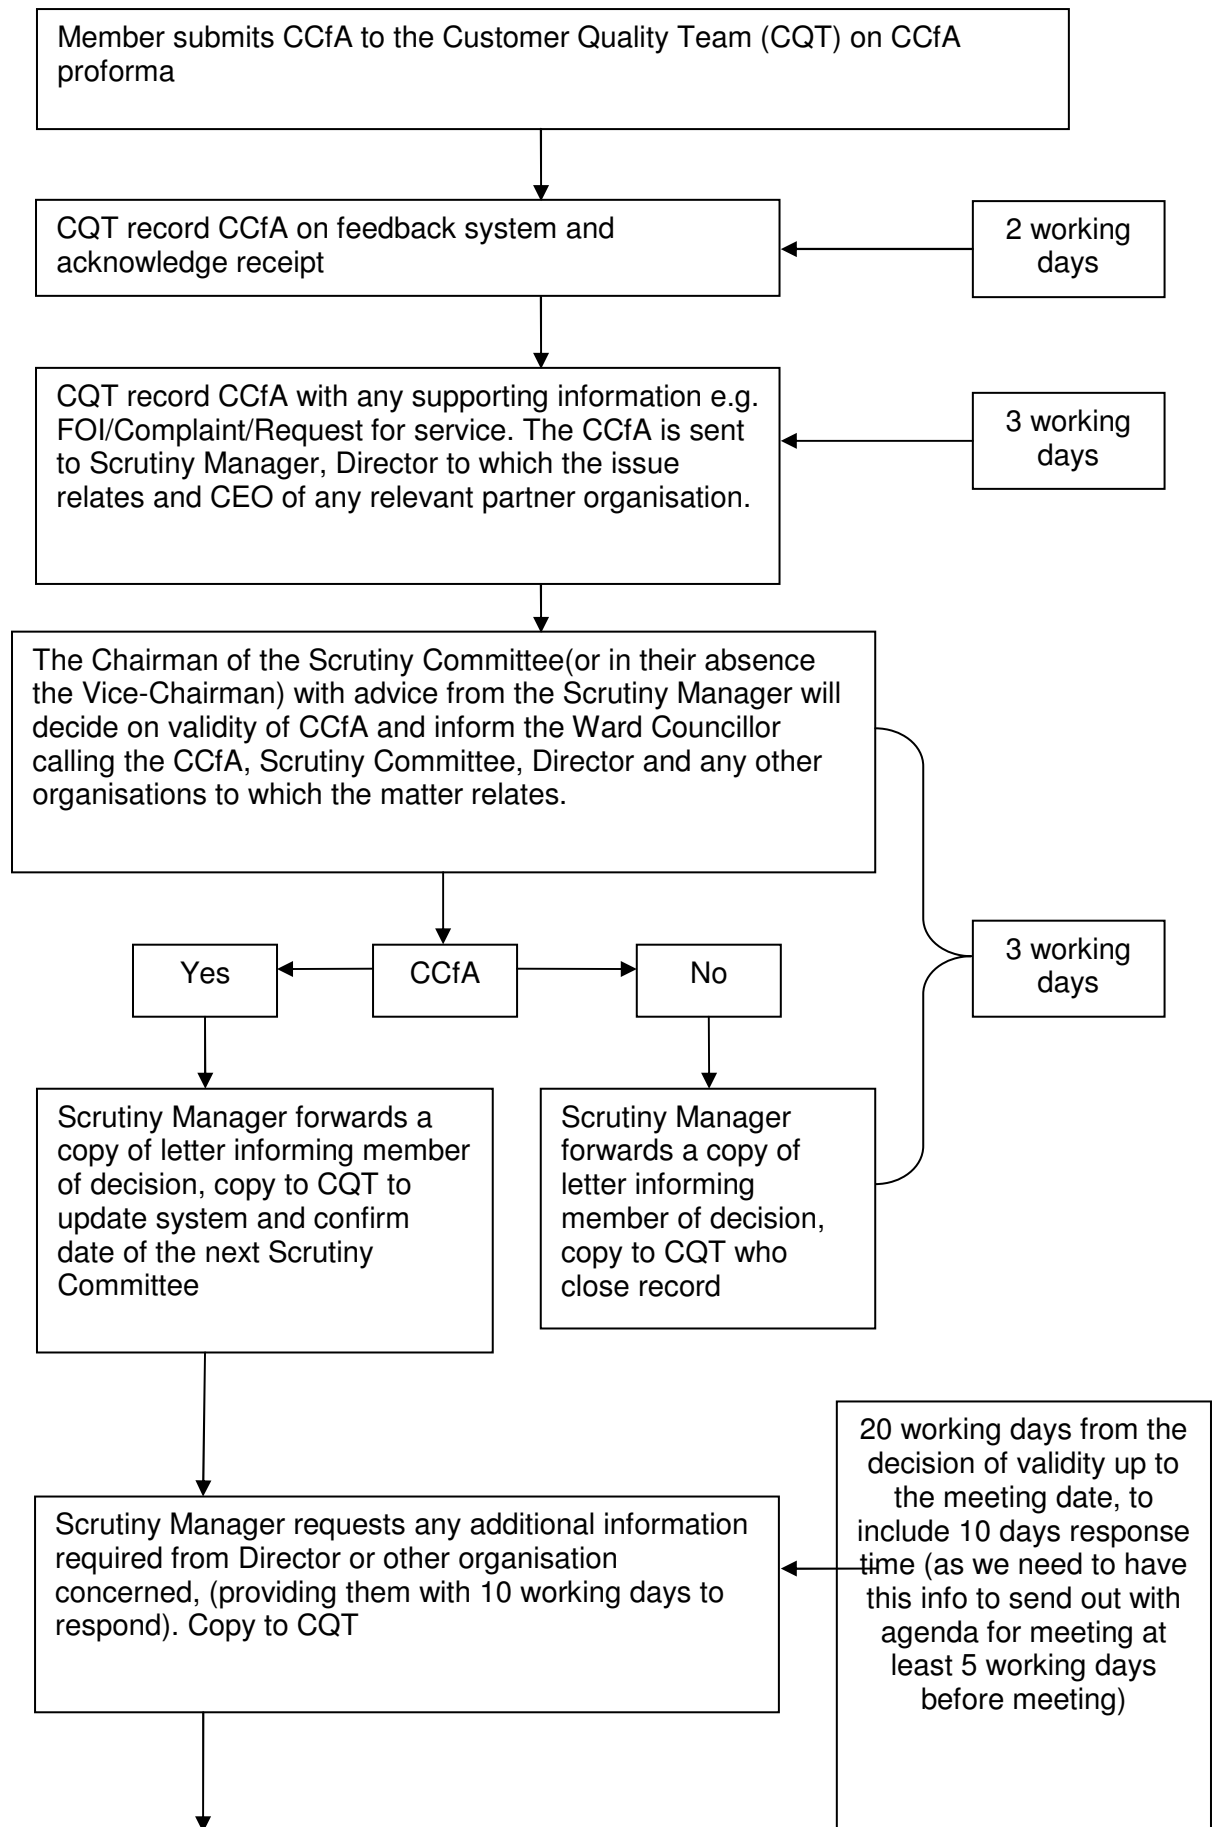 Member submits CCfA to the Customer Quality Team (CQT) on CCfA
proforma
CQT record CCfA on feedback system and
acknowledge receipt
2 working
days
CQT record CCfA with any supporting information e.g.
FOI/Complaint/Request for service. The CCfA is sent
to Scrutiny Manager, Director to which the issue
relates and CEO of any relevant partner organisation.
3 working
days
The Chairman of the Scrutiny Committee(or in their absence
the Vice-Chairman) with advice from the Scrutiny Manager will
decide on validity of CCfA and inform the Ward Councillor
calling the CCfA, Scrutiny Committee, Director and any other
organisations to which the matter relates.
Yes
CCfA
No
3 working
days
Scrutiny Manager forwards a
copy of letter informing member
of decision, copy to CQT to
update system and confirm
date of the next Scrutiny
Committee
Scrutiny Manager
forwards a copy of
letter informing
member of decision,
copy to CQT who
close record
20 working days from the
decision of validity up to
the meeting date, to
include 10 days response
time (as we need to have
this info to send out with
agenda for meeting at
least 5 working days
before meeting)
Scrutiny Manager requests any additional information
required from Director or other organisation
concerned, (providing them with 10 working days to
respond). Copy to CQT